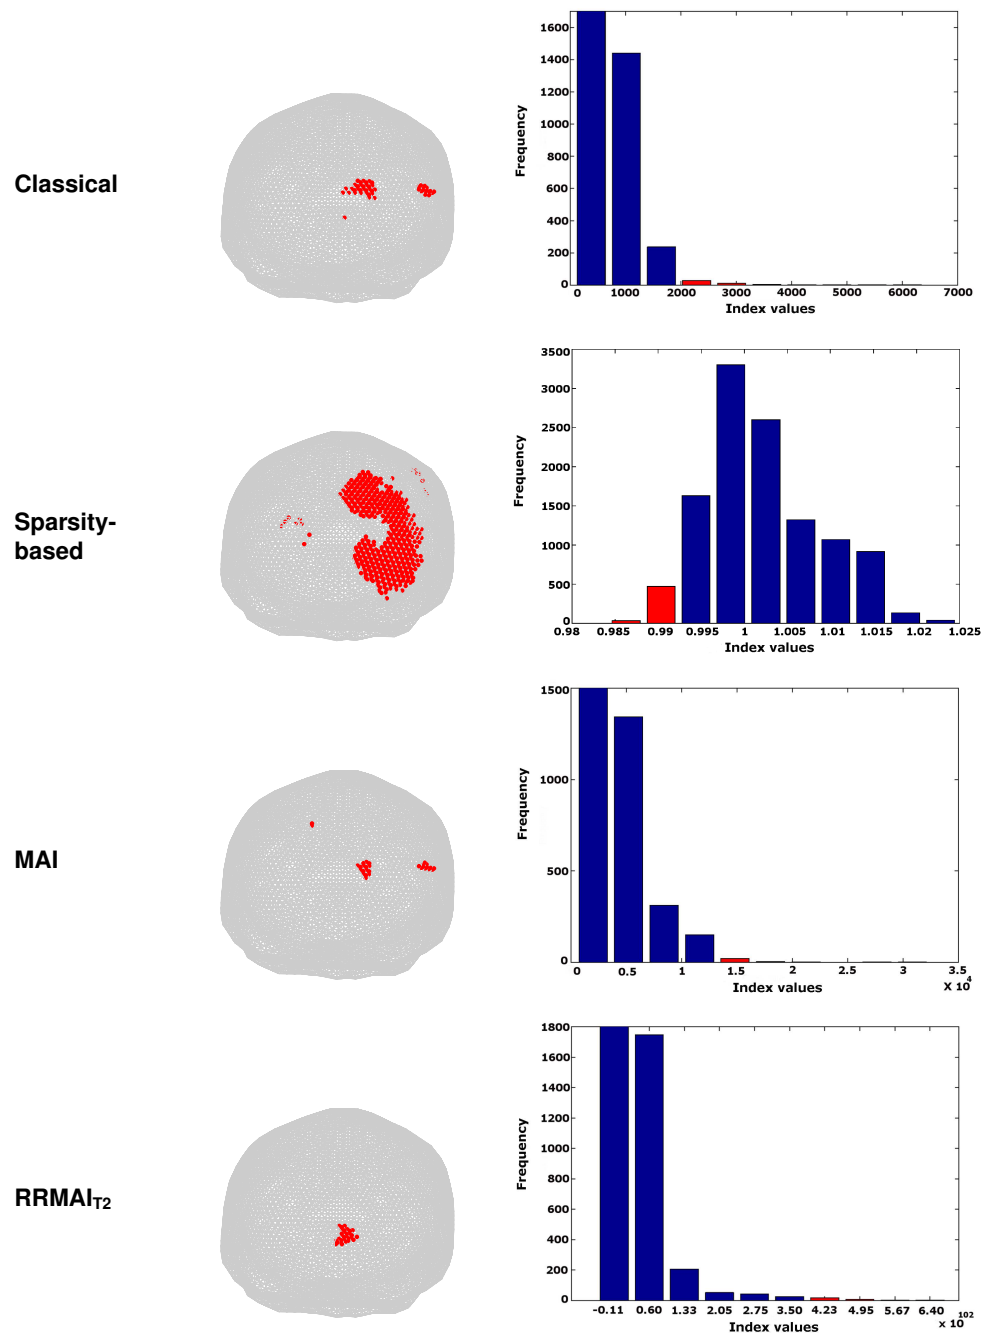 Classical
Frequency
1600
1400
1200
1000
800
600
400
200
0
0 1000 2000 3000 4000 5000 6000 7000
Index values
Sparsity-
based
Frequency
3500
3000
2500
2000
1500
1000
500
0
0.98 0.985 0.99 0.995 1 1.005 1.01 1.015 1.02 1.025
Index values
MAI
Frequency
1500
1000
500
0
0 0.5 1 1.5 2 2.5 3 3.5
Index values X 10^4
RRMAI_T2
Frequency
1800
1600
1400
1200
1000
800
600
400
200
0
-0.11 0.60 1.33 2.05 2.75 3.50 4.23 4.95 5.67 6.40
Index values x 10^102